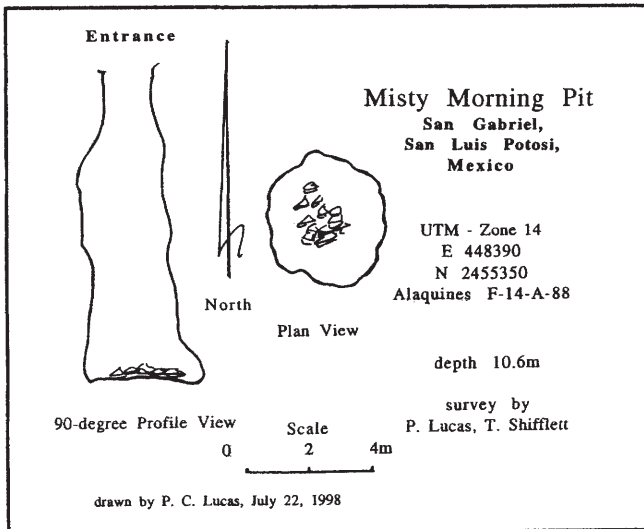 Entrance
Misty Morning Pit
San Gabriel,
San Luis Potosi,
Mexico
UTM - Zone 14
E 448390
N 2455350
Alaquines F-14-A-88
North
Plan View
depth 10.6m
survey by
P. Lucas, T. Shifflett
90-degree Profile View
Scale
0 2 4m
drawn by P. C. Lucas, July 22, 1998